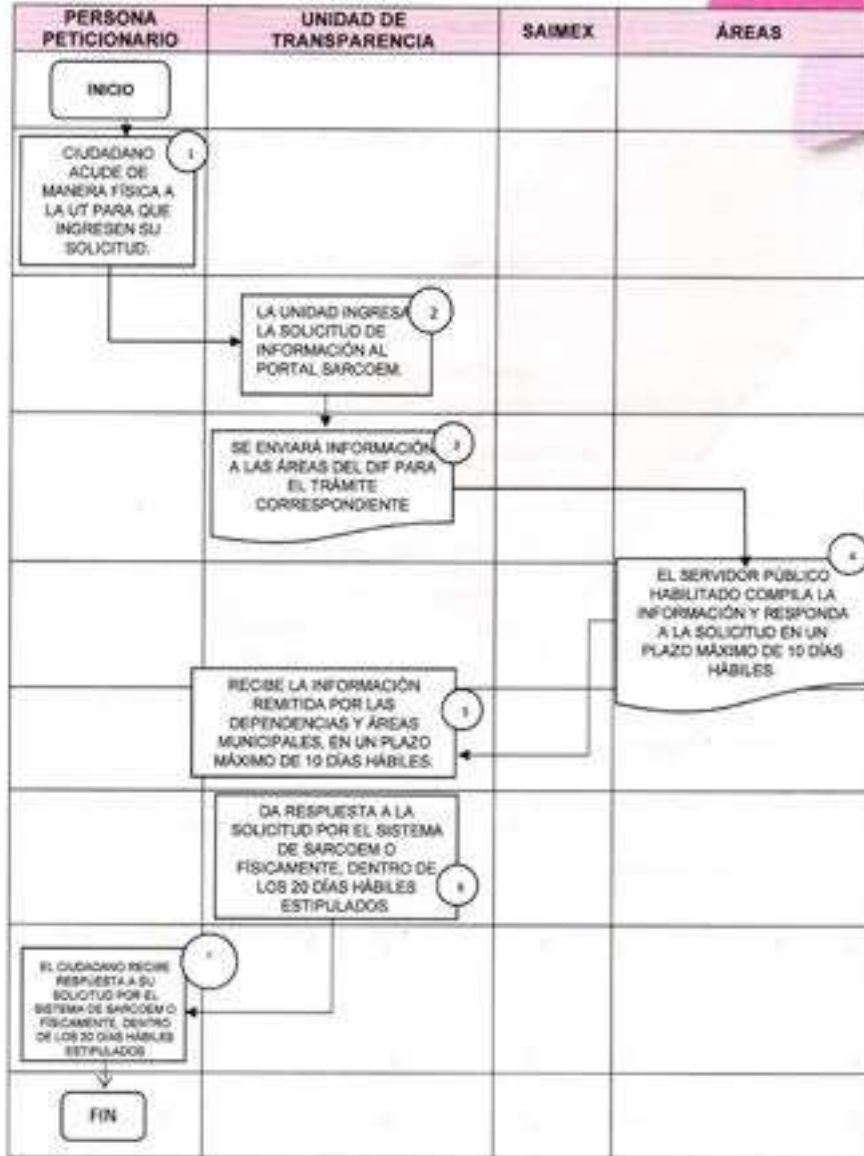 PERSONA
PETICIONARIO
UNIDAD DE
TRANSPARENCIA
SAIMEX
ÁREAS
INICIO
1
CIUDADANO
ACUDE DE
MANERA FÍSICA A
LA UT PARA QUE
INGRESEN SU
SOLICITUD.
2
LA UNIDAD INGRESA
LA SOLICITUD DE
INFORMACIÓN AL
PORTAL SARCOEM.
3
SE ENVIARÁ INFORMACIÓN
A LAS ÁREAS DEL DIF PARA
EL TRÁMITE
CORRESPONDIENTE
4
EL SERVIDOR PÚBLICO
HABILITADO COMPILA LA
INFORMACIÓN Y RESPONDA
A LA SOLICITUD EN UN
PLAZO MÁXIMO DE 10 DÍAS
HÁBILES
5
RECIBE LA INFORMACIÓN
REMITIDA POR LAS
DEPENDENCIAS Y ÁREAS
MUNICIPALES, EN UN PLAZO
MÁXIMO DE 10 DÍAS HÁBILES.
6
DA RESPUESTA A LA
SOLICITUD POR EL SISTEMA
DE SARCOEM O
FÍSICAMENTE, DENTRO DE
LOS 20 DÍAS HÁBILES
ESTIPULADOS
EL CIUDADANO RECIBE
RESPUESTA A SU
SOLICITUD POR EL
SISTEMA DE SARCOEM O
FÍSICAMENTE, DENTRO
DE LOS 20 DÍAS HÁBILES
ESTIPULADOS
FIN